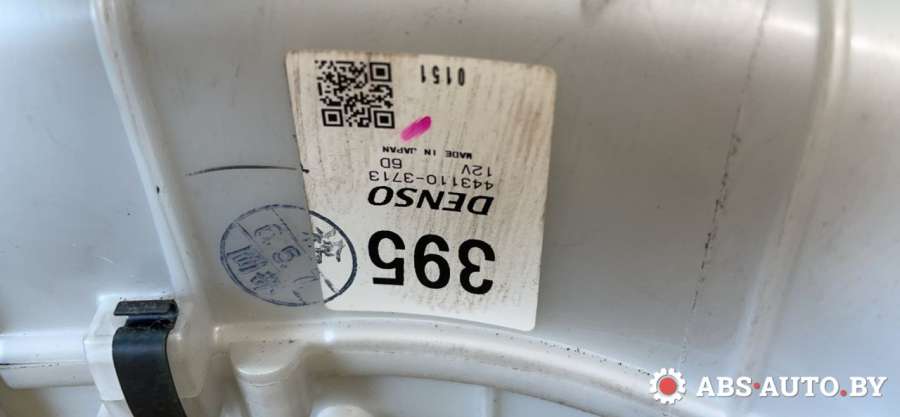 395
DENSO
443110-3713
12V 6D
MADE IN JAPAN
0151
ABS-AUTO.BY